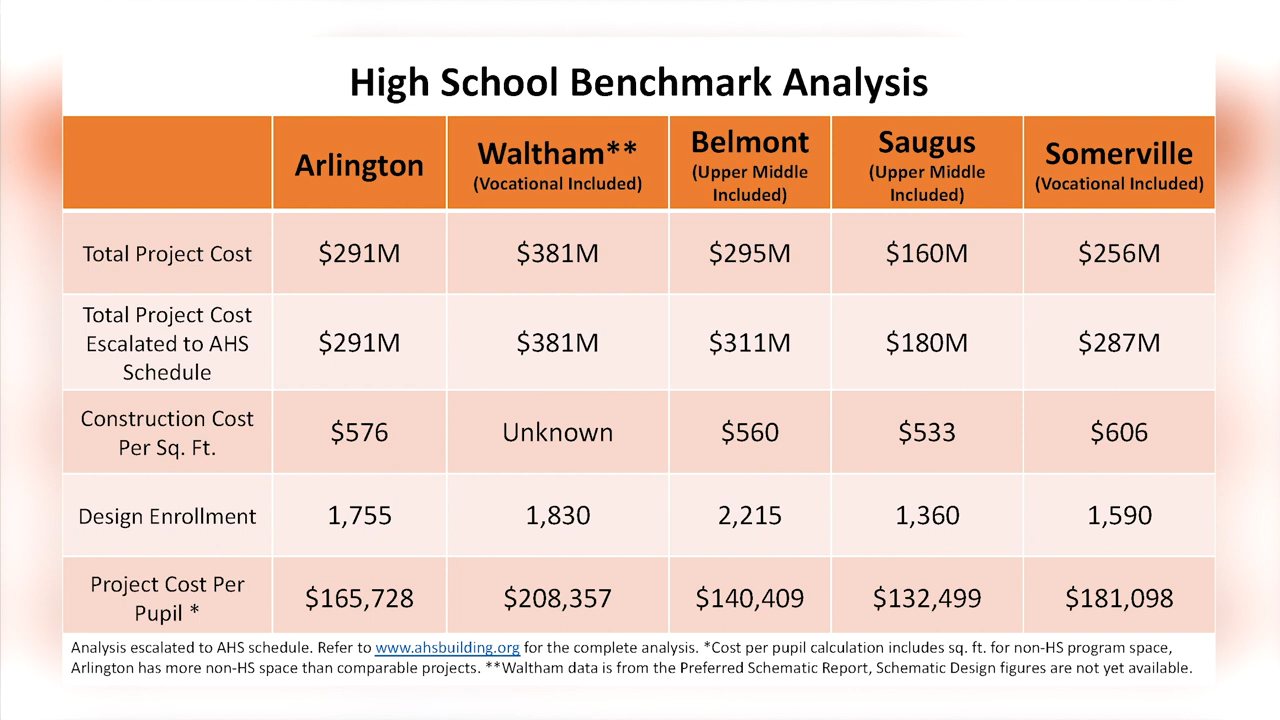 High School Benchmark Analysis
Arlington
Waltham**
(Vocational Included)
Belmont
(Upper Middle
Included)
Saugus
(Upper Middle
Included)
Somerville
(Vocational Included)
Total Project Cost
$291M
$381M
$295M
$160M
$256M
Total Project Cost
Escalated to AHS
Schedule
$291M
$381M
$311M
$180M
$287M
Construction Cost
Per Sq. Ft.
$576
Unknown
$560
$533
$606
Design Enrollment
1,755
1,830
2,215
1,360
1,590
Project Cost Per
Pupil *
$165,728
$208,357
$140,409
$132,499
$181,098
Analysis escalated to AHS schedule. Refer to www.ahsbuilding.org for the complete analysis. *Cost per pupil calculation includes sq. ft. for non-HS program space,
Arlington has more non-HS space than comparable projects. **Waltham data is from the Preferred Schematic Report, Schematic Design figures are not yet available.